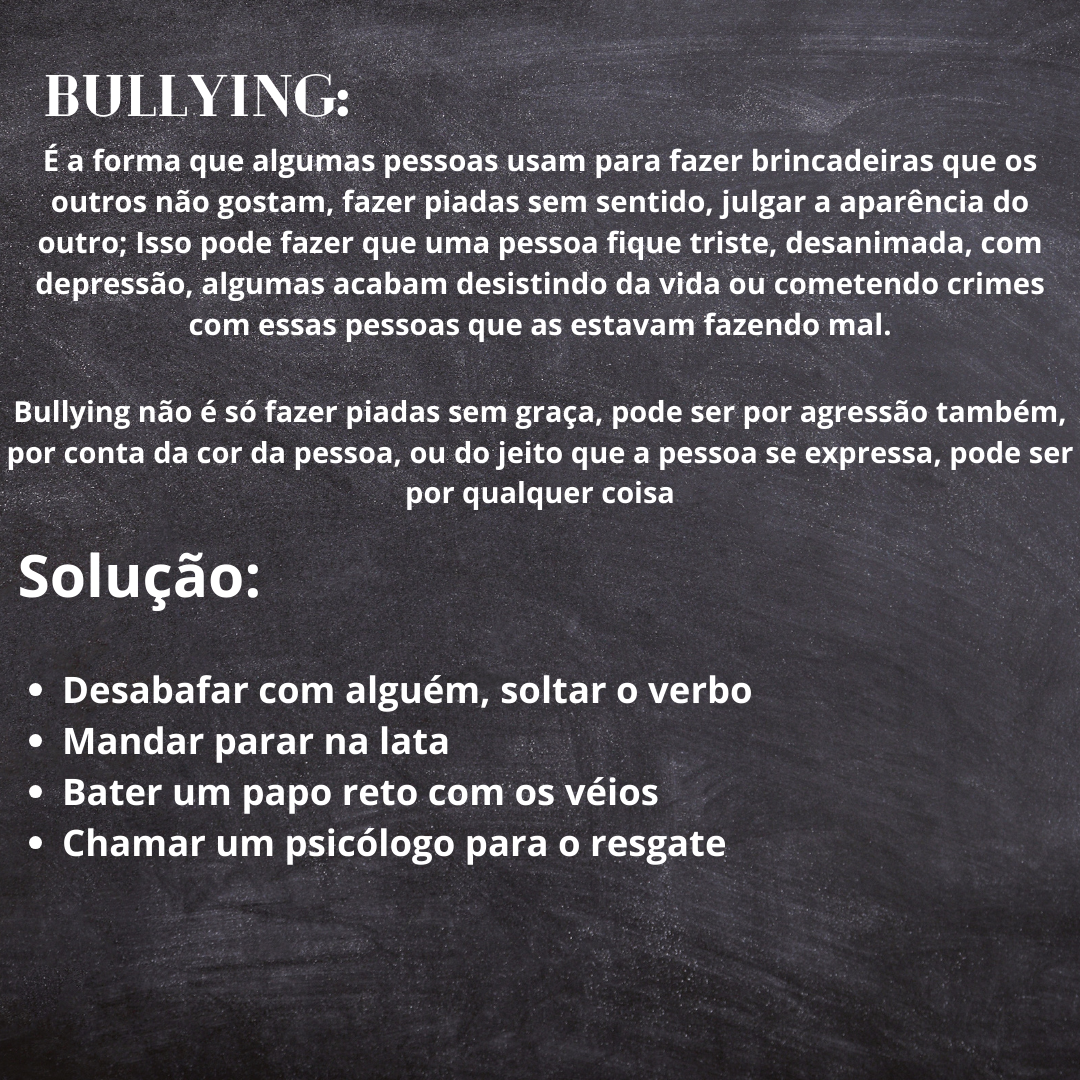 BULLYING:
É a forma que algumas pessoas usam para fazer brincadeiras que os
outros não gostam, fazer piadas sem sentido, julgar a aparência do
outro; Isso pode fazer que uma pessoa fique triste, desanimada, com
depressão, algumas acabam desistindo da vida ou cometendo crimes
com essas pessoas que as estavam fazendo mal.
Bullying não é só fazer piadas sem graça, pode ser por agressão também,
por conta da cor da pessoa, ou do jeito que a pessoa se expressa, pode ser
por qualquer coisa
Solução:
• Desabafar com alguém, soltar o verbo
• Mandar parar na lata
• Bater um papo reto com os véios
• Chamar um psicólogo para o resgate